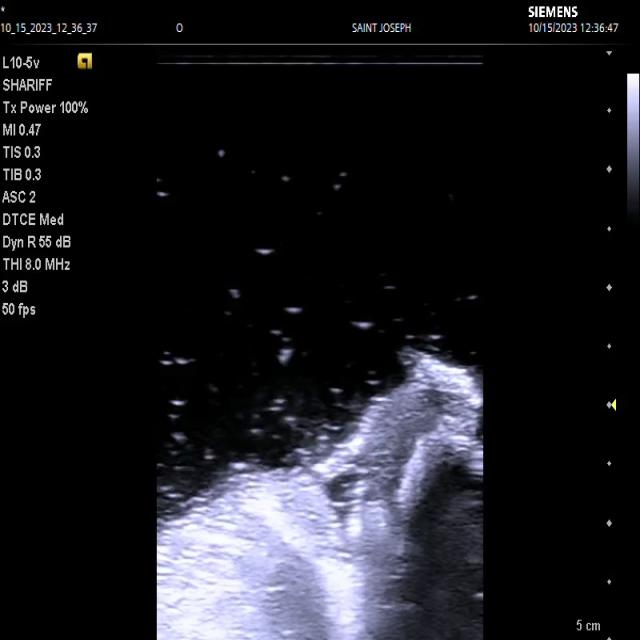 *
SIEMENS
10_15_2023_12_36_37 O SAINT JOSEPH 10/15/2023 12:36:47
L10-5v
SHARIFF
Tx Power 100%
MI 0.47
TIS 0.3
TIB 0.3
ASC 2
DTCE Med
Dyn R 55 dB
THI 8.0 MHz
3 dB
50 fps
5 cm